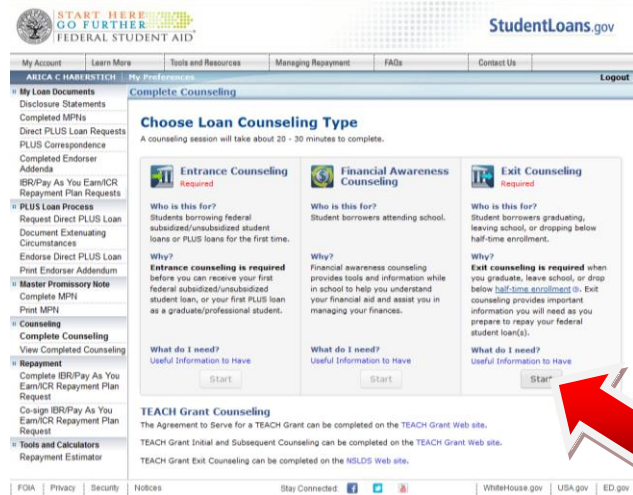 START HERE
GO FURTHER
FEDERAL STUDENT AID
StudentLoans.gov
My Account Learn More Tools and Resources Managing Repayment FAQs Contact Us
ARICA C HABERSTICH My Preferences Logout
My Loan Documents
Disclosure Statements
Completed MPNs
Direct PLUS Loan Requests
PLUS Correspondence
Completed Endorser
Addenda
IBR/Pay As You Earn/ICR
Repayment Plan Requests
PLUS Loan Process
Request Direct PLUS Loan
Document Extenuating
Circumstances
Endorse Direct PLUS Loan
Print Endorser Addendum
Master Promissory Note
Complete MPN
Print MPN
Counseling
Complete Counseling
View Completed Counseling
Repayment
Complete IBR/Pay As You
Earn/ICR Repayment Plan
Request
Co-sign IBR/Pay As You
Earn/ICR Repayment Plan
Request
Tools and Calculators
Repayment Estimator
Complete Counseling
Choose Loan Counseling Type
A counseling session will take about 20 - 30 minutes to complete.
Entrance Counseling
Required
Who is this for?
Students borrowing federal
subsidized/unsubsidized student
loans or PLUS loans for the first time.
Why?
Entrance counseling is required
before you can receive your first
federal subsidized/unsubsidized
student loan, or your first PLUS loan
as a graduate/professional student.
What do I need?
Useful Information to Have
Start
Financial Awareness
Counseling
Who is this for?
Student borrowers attending school.
Why?
Financial awareness counseling
provides tools and information while
in school to help you understand
your financial aid and assist you in
managing your finances.
What do I need?
Useful Information to Have
Start
Exit Counseling
Required
Who is this for?
Student borrowers graduating,
leaving school, or dropping below
half-time enrollment.
Why?
Exit counseling is required when
you graduate, leave school, or drop
below half-time enrollment. Exit
counseling provides important
information you will need as you
prepare to repay your federal
student loan(s).
What do I need?
Useful Information to Have
Start
TEACH Grant Counseling
The Agreement to Serve for a TEACH Grant can be completed on the TEACH Grant Web site.
TEACH Grant Initial and Subsequent Counseling can be completed on the TEACH Grant Web site.
TEACH Grant Exit Counseling can be completed on the NSLDS Web site.
FOIA Privacy Security Notices Stay Connected: WhiteHouse.gov USA.gov ED.gov